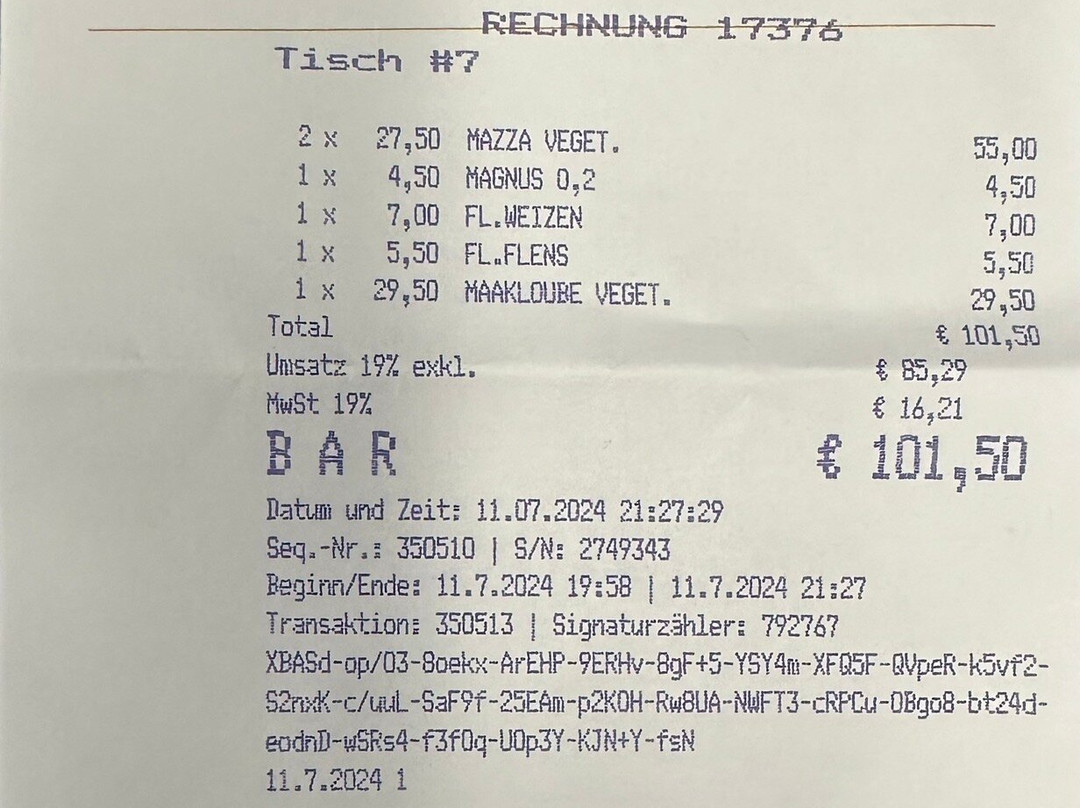 RECHNUNG 17376
Tisch #7
2 x 27,50 MAZZA VEGET. 55,00
1 x 4,50 MAGNUS 0,2 4,50
1 x 7,00 FL.WEIZEN 7,00
1 x 5,50 FL.FLENS 5,50
1 x 29,50 MAAKLOUBE VEGET. 29,50
Total € 101,50
Umsatz 19% exkl. € 85,29
MwSt 19% € 16,21
BAR € 101,50
Datum und Zeit: 11.07.2024 21:27:29
Seq.-Nr.: 350510 | S/N: 2749343
Beginn/Ende: 11.7.2024 19:58 | 11.7.2024 21:27
Transaktion: 350513 | Signaturzähler: 792767
XBASd-op/O3-8oekx-ArEHP-9ERHv-8gF+5-YSY4m-XFQ5F-QVpeR-k5vf2-
S2nxK-c/uuL-SaF9f-25EAm-p2KOH-Rw8UA-NWFT3-cRPCu-OBgo8-bt24d-
eodnD-wSRs4-f3fOq-UOp3Y-KJN+Y-fsN
11.7.2024 1